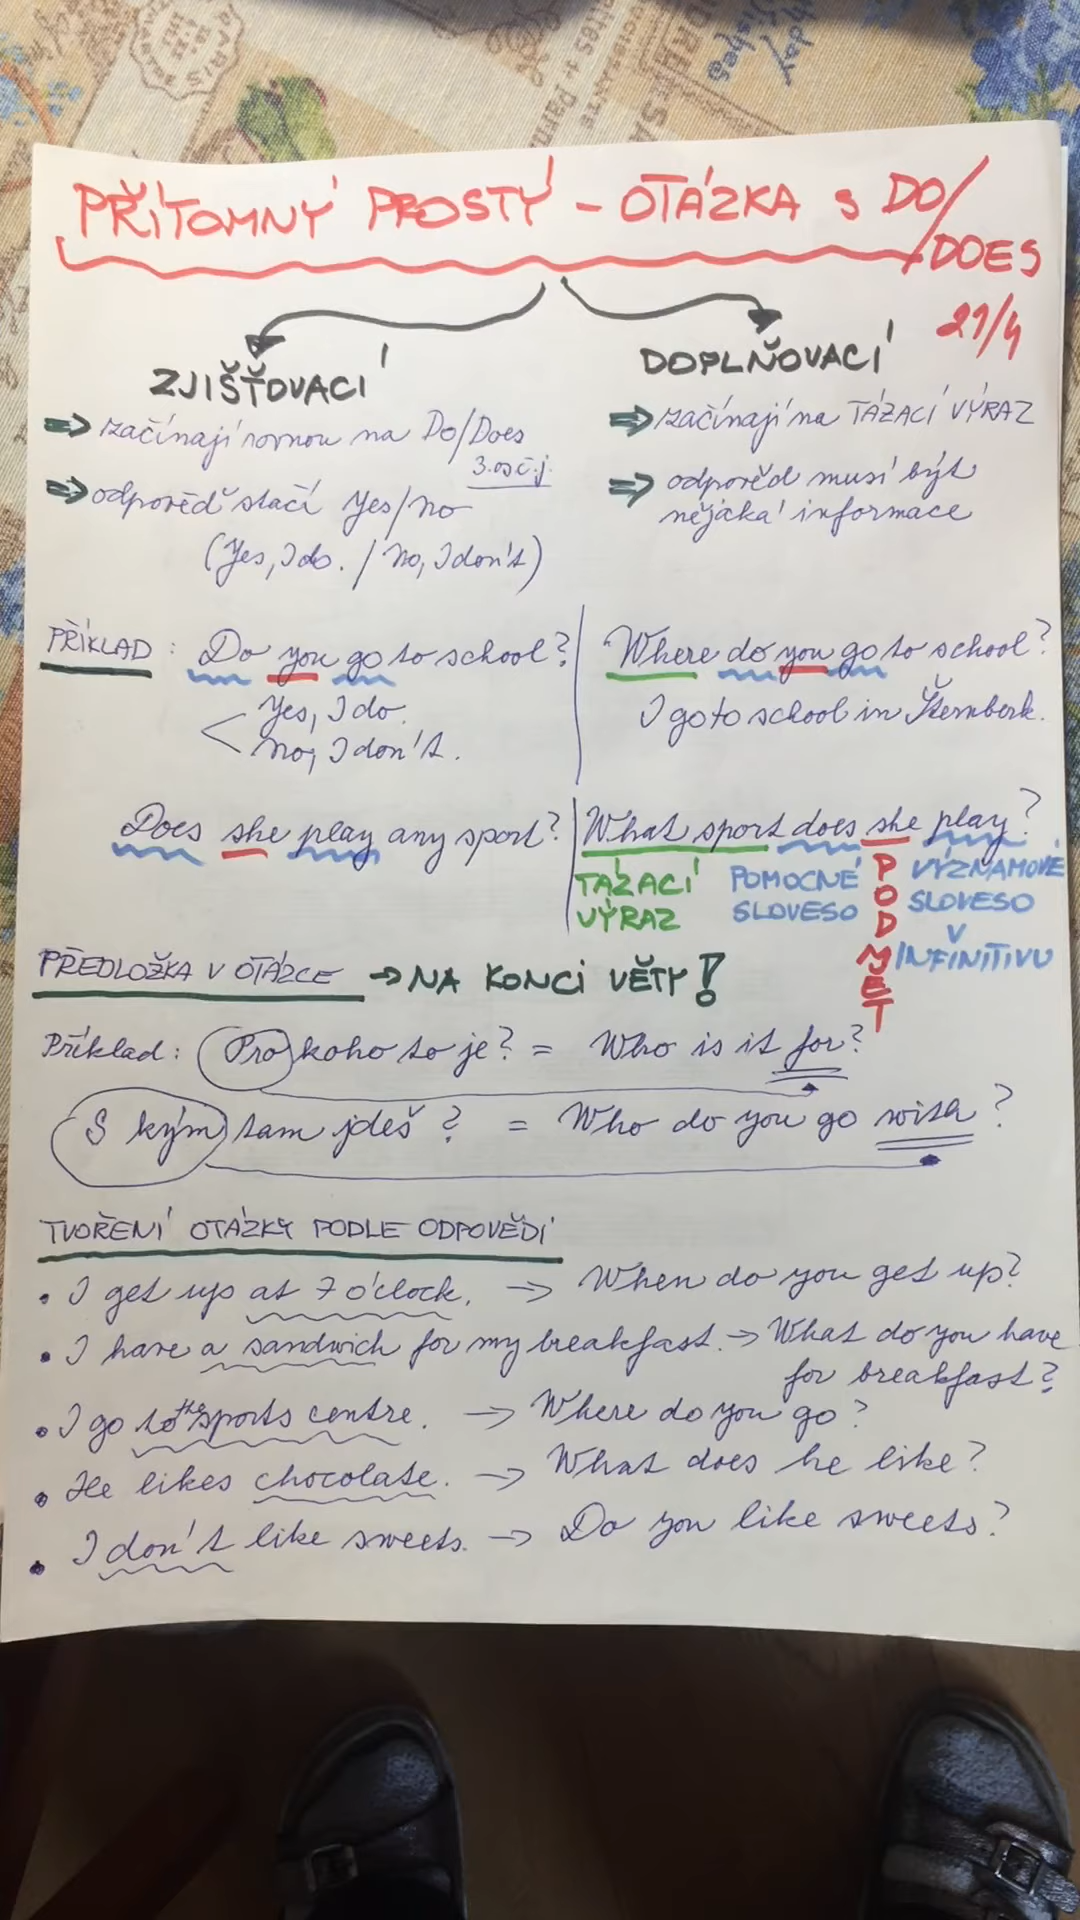 PŘÍTOMNÝ PROSTÝ - OTÁZKA S DO/
/DOES
21/4
ZJIŠŤOVACÍ
⇒ začínají rovnou na Do/Does
3. os č. j.
⇒ odpověď stačí Yes/No
(Yes, I do. / No, I don't)
DOPLŇOVACÍ
⇒ začínají na TÁZACÍ VÝRAZ
⇒ odpověď musí být
nějaká informace
PŘÍKLAD: Do you go to school?
Yes, I do.
No, I don't.
Where do you go to school?
I go to school in Šternberk.
Does she play any sport?
What sport does she play?
TÁZACÍ
VÝRAZ
POMOCNÉ
SLOVESO
PODMĚT
VÝZNAMOVÉ
SLOVESO
V
INFINITIVU
PŘEDLOŽKA V OTÁZCE → NA KONCI VĚTY!
Příklad: Pro koho to je? = Who is it for?
S kým tam jdeš? = Who do you go with?
TVOŘENÍ OTÁZKY PODLE ODPOVĚDI
• I get up at 7 o'clock. → When do you get up?
• I have a sandwich for my breakfast. → What do you have
for breakfast?
• I go to the sports centre. → Where do you go?
• He likes chocolate. → What does he like?
• I don't like sweets. → Do you like sweets?